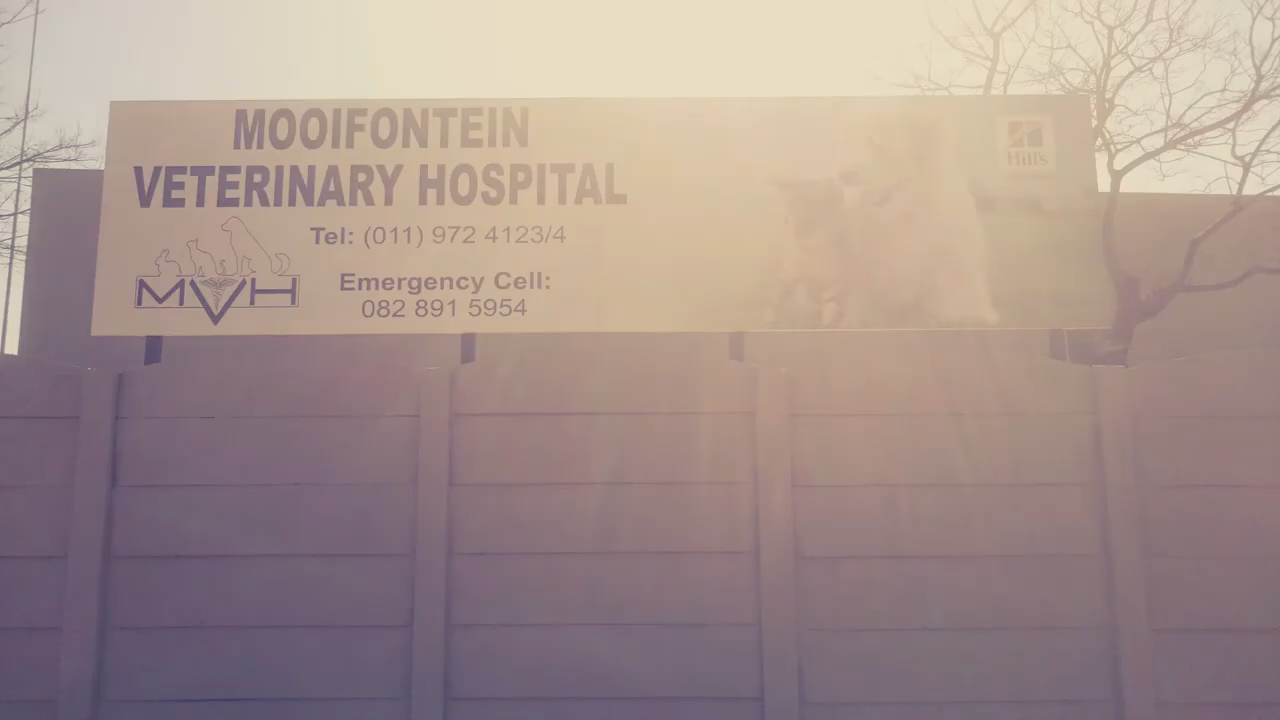 MOOIFONTEIN
VETERINARY HOSPITAL
Tel: (011) 972 4123/4
Emergency Cell:
082 891 5954
MVH
Hill's